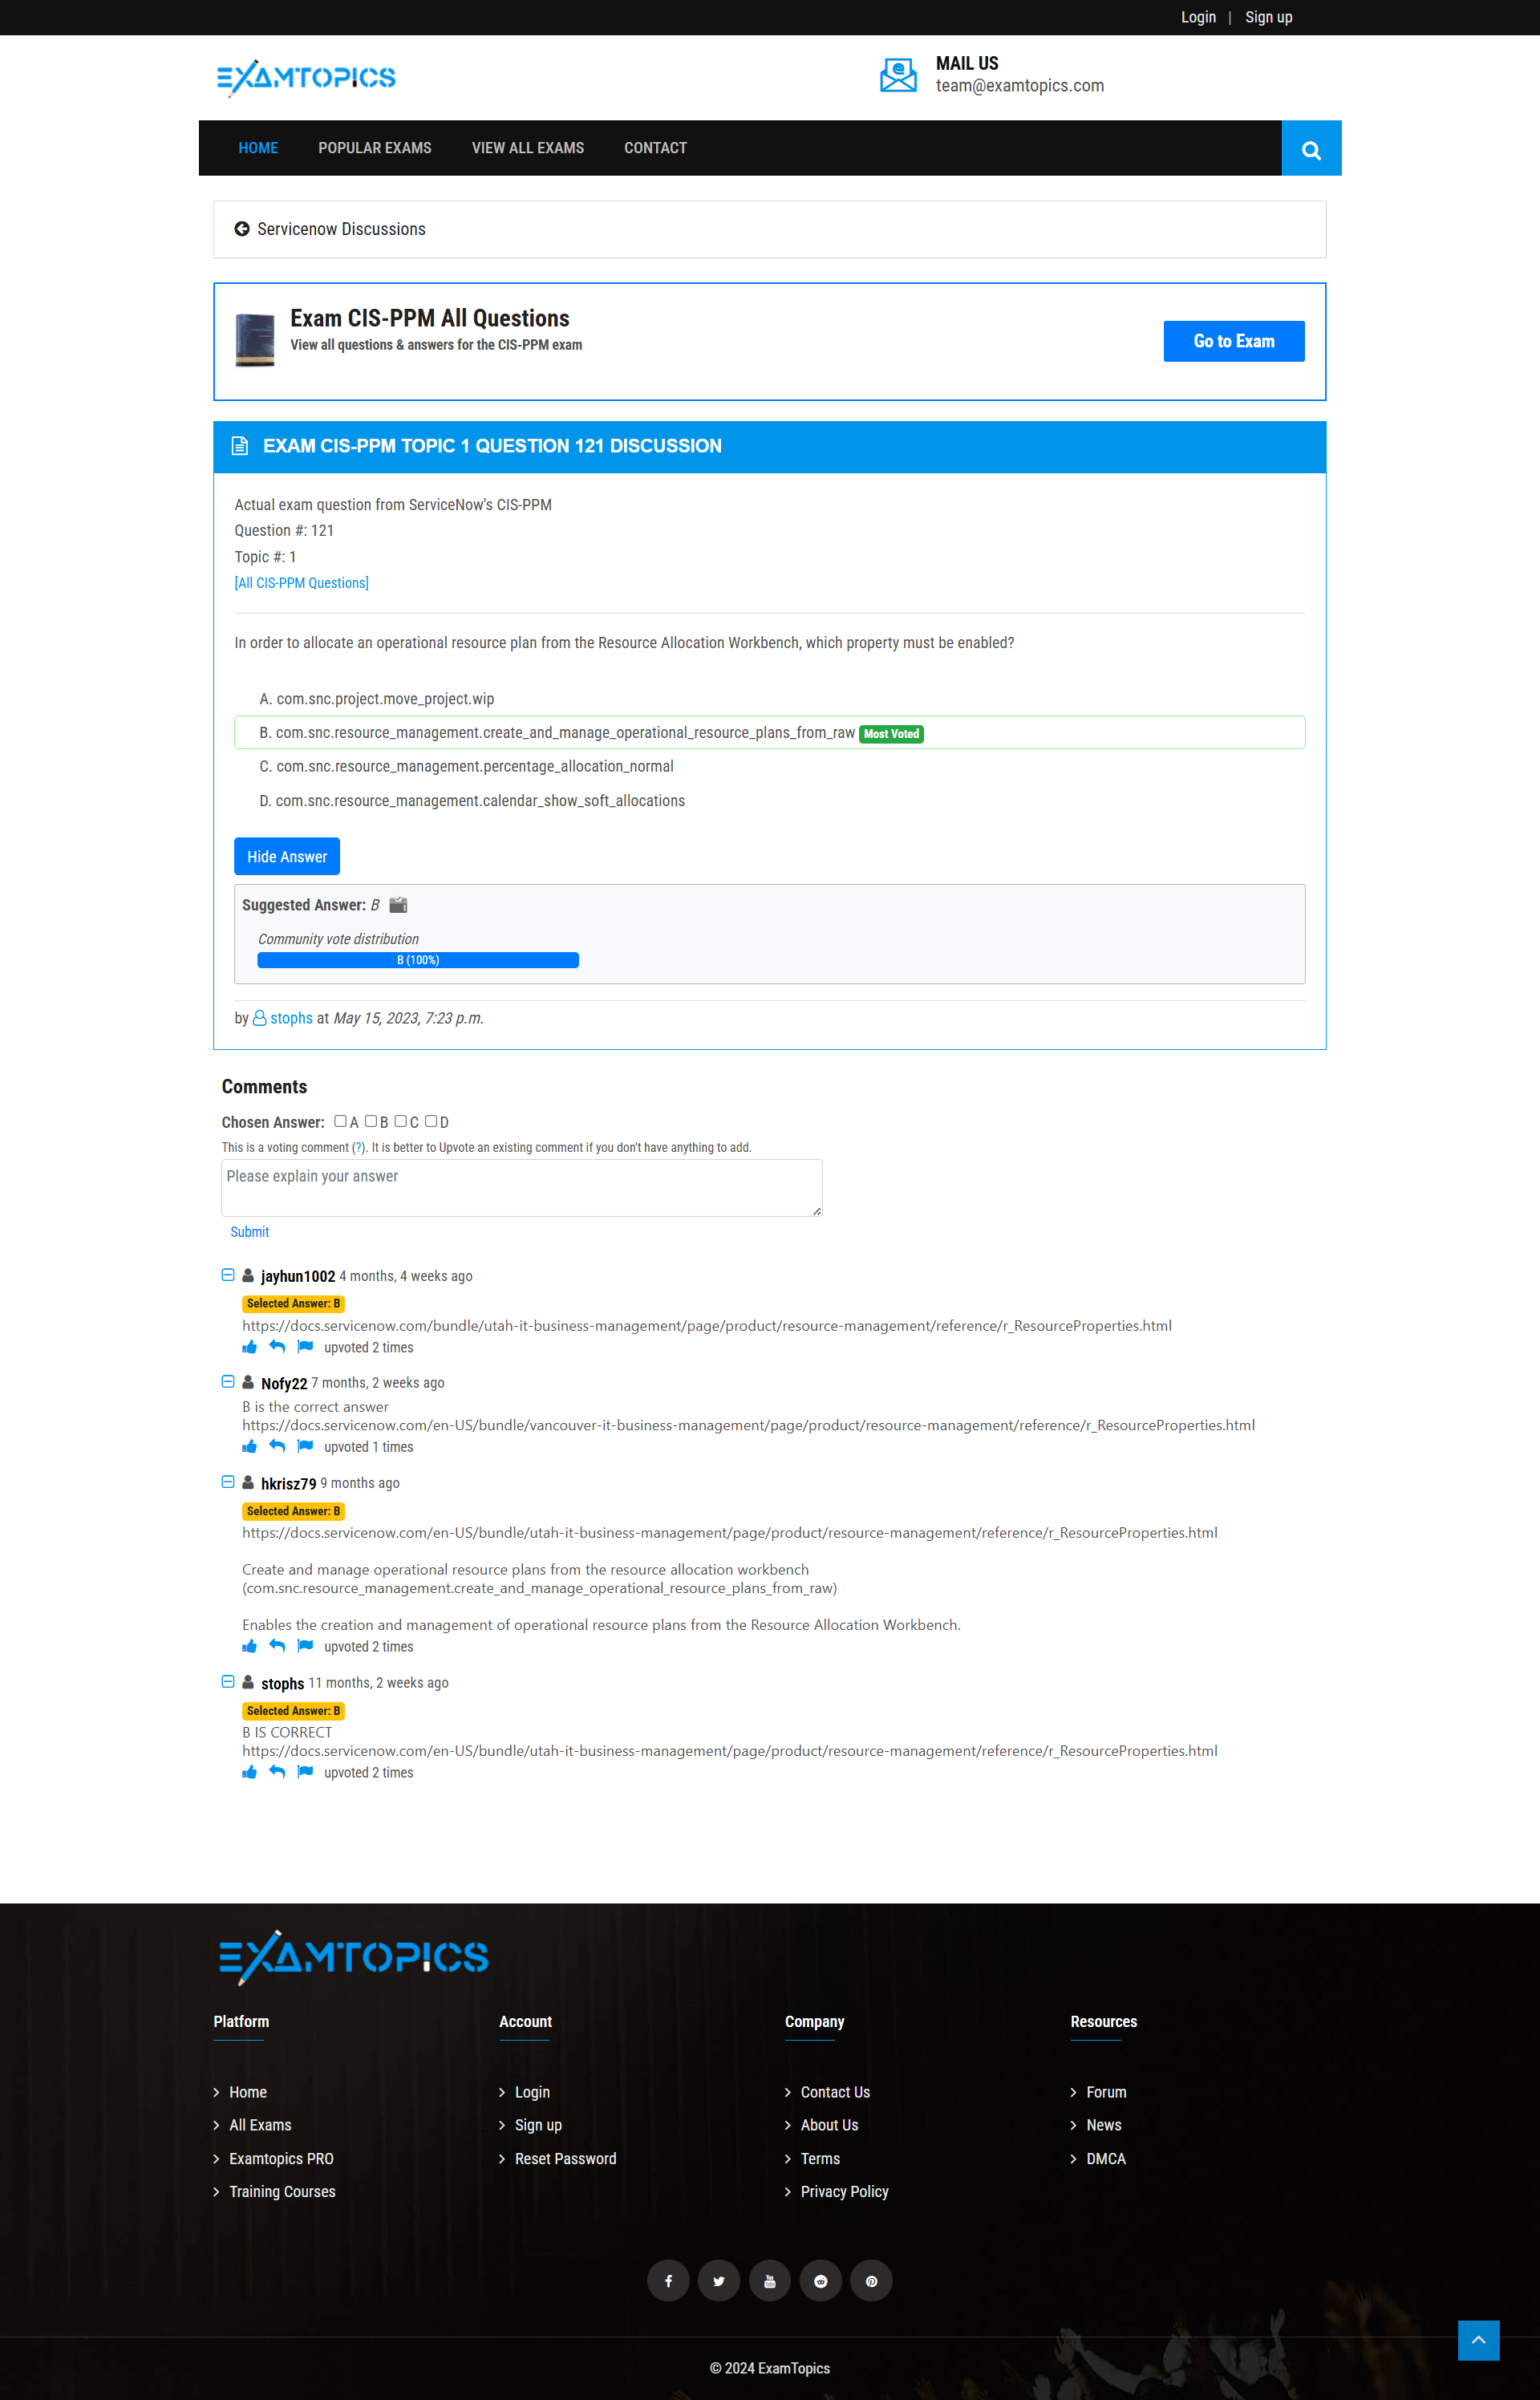 Login | Sign up
EXAMTOPICS
MAIL US
team@examtopics.com
HOME POPULAR EXAMS VIEW ALL EXAMS CONTACT
Servicenow Discussions
Exam CIS-PPM All Questions
View all questions & answers for the CIS-PPM exam
Go to Exam
EXAM CIS-PPM TOPIC 1 QUESTION 121 DISCUSSION
Actual exam question from ServiceNow's CIS-PPM
Question #: 121
Topic #: 1
[All CIS-PPM Questions]
In order to allocate an operational resource plan from the Resource Allocation Workbench, which property must be enabled?
A. com.snc.project.move_project.wip
B. com.snc.resource_management.create_and_manage_operational_resource_plans_from_raw Most Voted
C. com.snc.resource_management.percentage_allocation_normal
D. com.snc.resource_management.calendar_show_soft_allocations
Hide Answer
Suggested Answer: B
Community vote distribution
B (100%)
by stophs at May 15, 2023, 7:23 p.m.
Comments
Chosen Answer: A B C D
This is a voting comment (?). It is better to Upvote an existing comment if you don't have anything to add.
Please explain your answer
Submit
jayhun1002 4 months, 4 weeks ago
Selected Answer: B
https://docs.servicenow.com/bundle/utah-it-business-management/page/product/resource-management/reference/r_ResourceProperties.html
upvoted 2 times
Nofy22 7 months, 2 weeks ago
B is the correct answer
https://docs.servicenow.com/en-US/bundle/vancouver-it-business-management/page/product/resource-management/reference/r_ResourceProperties.html
upvoted 1 times
hkrisz79 9 months ago
Selected Answer: B
https://docs.servicenow.com/en-US/bundle/utah-it-business-management/page/product/resource-management/reference/r_ResourceProperties.html
Create and manage operational resource plans from the resource allocation workbench
(com.snc.resource_management.create_and_manage_operational_resource_plans_from_raw)
Enables the creation and management of operational resource plans from the Resource Allocation Workbench.
upvoted 2 times
stophs 11 months, 2 weeks ago
Selected Answer: B
B IS CORRECT
https://docs.servicenow.com/en-US/bundle/utah-it-business-management/page/product/resource-management/reference/r_ResourceProperties.html
upvoted 2 times
EXAMTOPICS
Platform
Home
All Exams
Examtopics PRO
Training Courses
Account
Login
Sign up
Reset Password
Company
Contact Us
About Us
Terms
Privacy Policy
Resources
Forum
News
DMCA
© 2024 ExamTopics